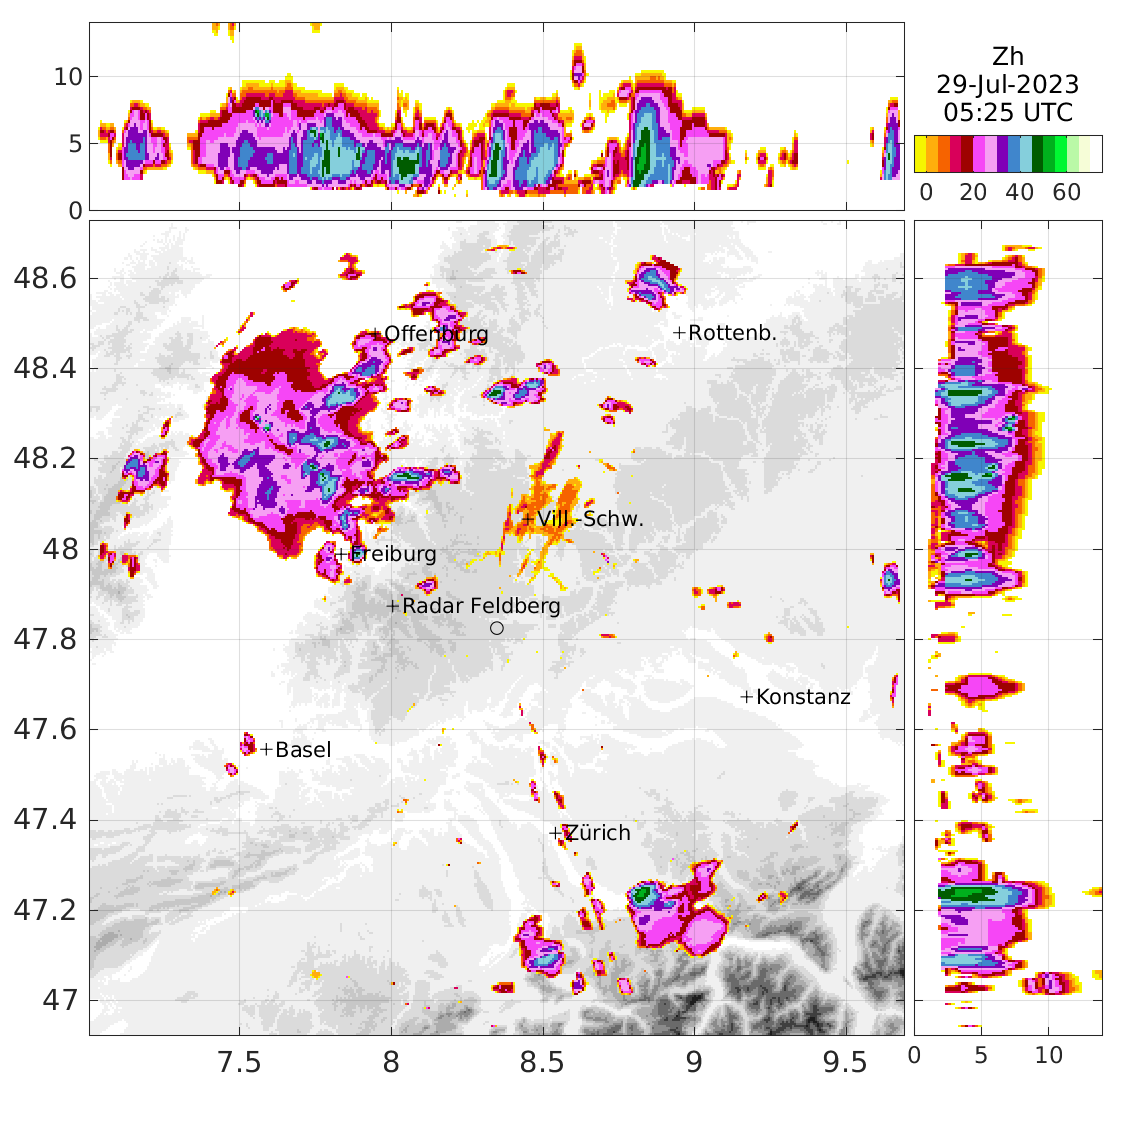 10
5
0
Zh
29-Jul-2023
05:25 UTC
0 20 40 60
48.6
48.4
48.2
48
47.8
47.6
47.4
47.2
47
+Offenburg
+Rottenb.
+Vill.-Schw.
+Freiburg
+Radar Feldberg
+Konstanz
+Basel
+Zürich
7.5 8 8.5 9 9.5
0 5 10